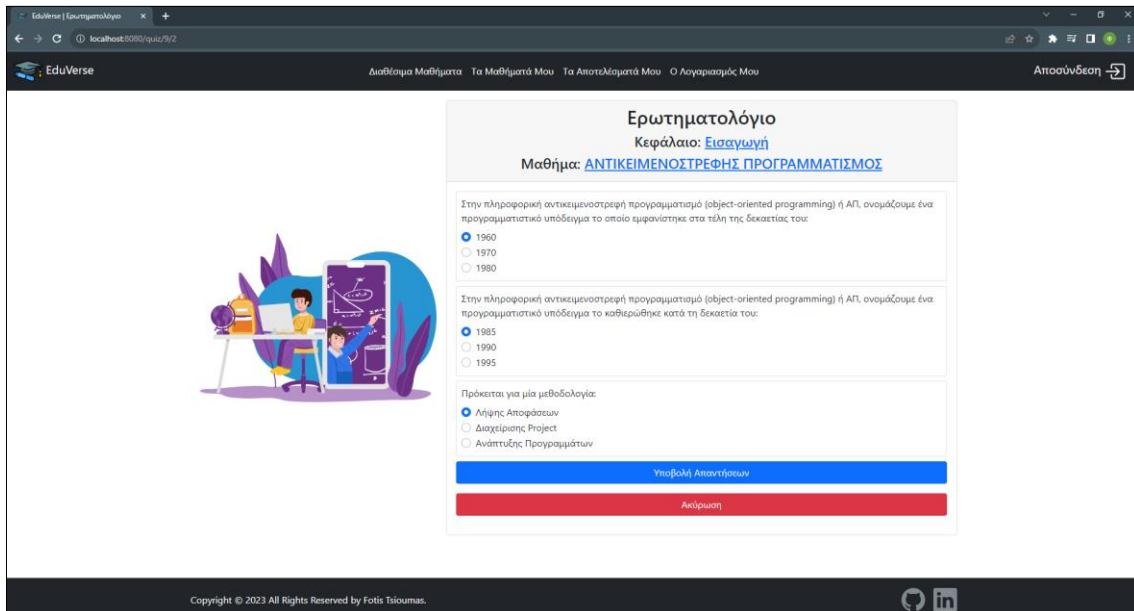 EduVerse | Ερωτηματολόγιο
localhost:8080/quiz/9/2
EduVerse
Διαθέσιμα Μαθήματα Τα Μαθήματά Μου Τα Αποτελέσματά Μου Ο Λογαριασμός Μου
Αποσύνδεση
Ερωτηματολόγιο
Κεφάλαιο: Εισαγωγή
Μαθήμα: ΑΝΤΙΚΕΙΜΕΝΟΣΤΡΕΦΗΣ ΠΡΟΓΡΑΜΜΑΤΙΣΜΟΣ
Στην πληροφορική αντικειμενοστρεφή προγραμματισμό (object-oriented programming) ή ΑΠ, ονομάζουμε ένα
προγραμματιστικό υπόδειγμα το οποίο εμφανίστηκε στα τέλη της δεκαετίας του:
1960
1970
1980
Στην πληροφορική αντικειμενοστρεφή προγραμματισμό (object-oriented programming) ή ΑΠ, ονομάζουμε ένα
προγραμματιστικό υπόδειγμα το καθιερώθηκε κατά τη δεκαετία του:
1985
1990
1995
Πρόκειται για μία μεθοδολογία:
Λήψης Αποφάσεων
Διαχείρισης Project
Ανάπτυξης Προγραμμάτων
Υποβολή Απαντήσεων
Ακύρωση
Copyright © 2023 All Rights Reserved by Fotis Tsioumas.
in